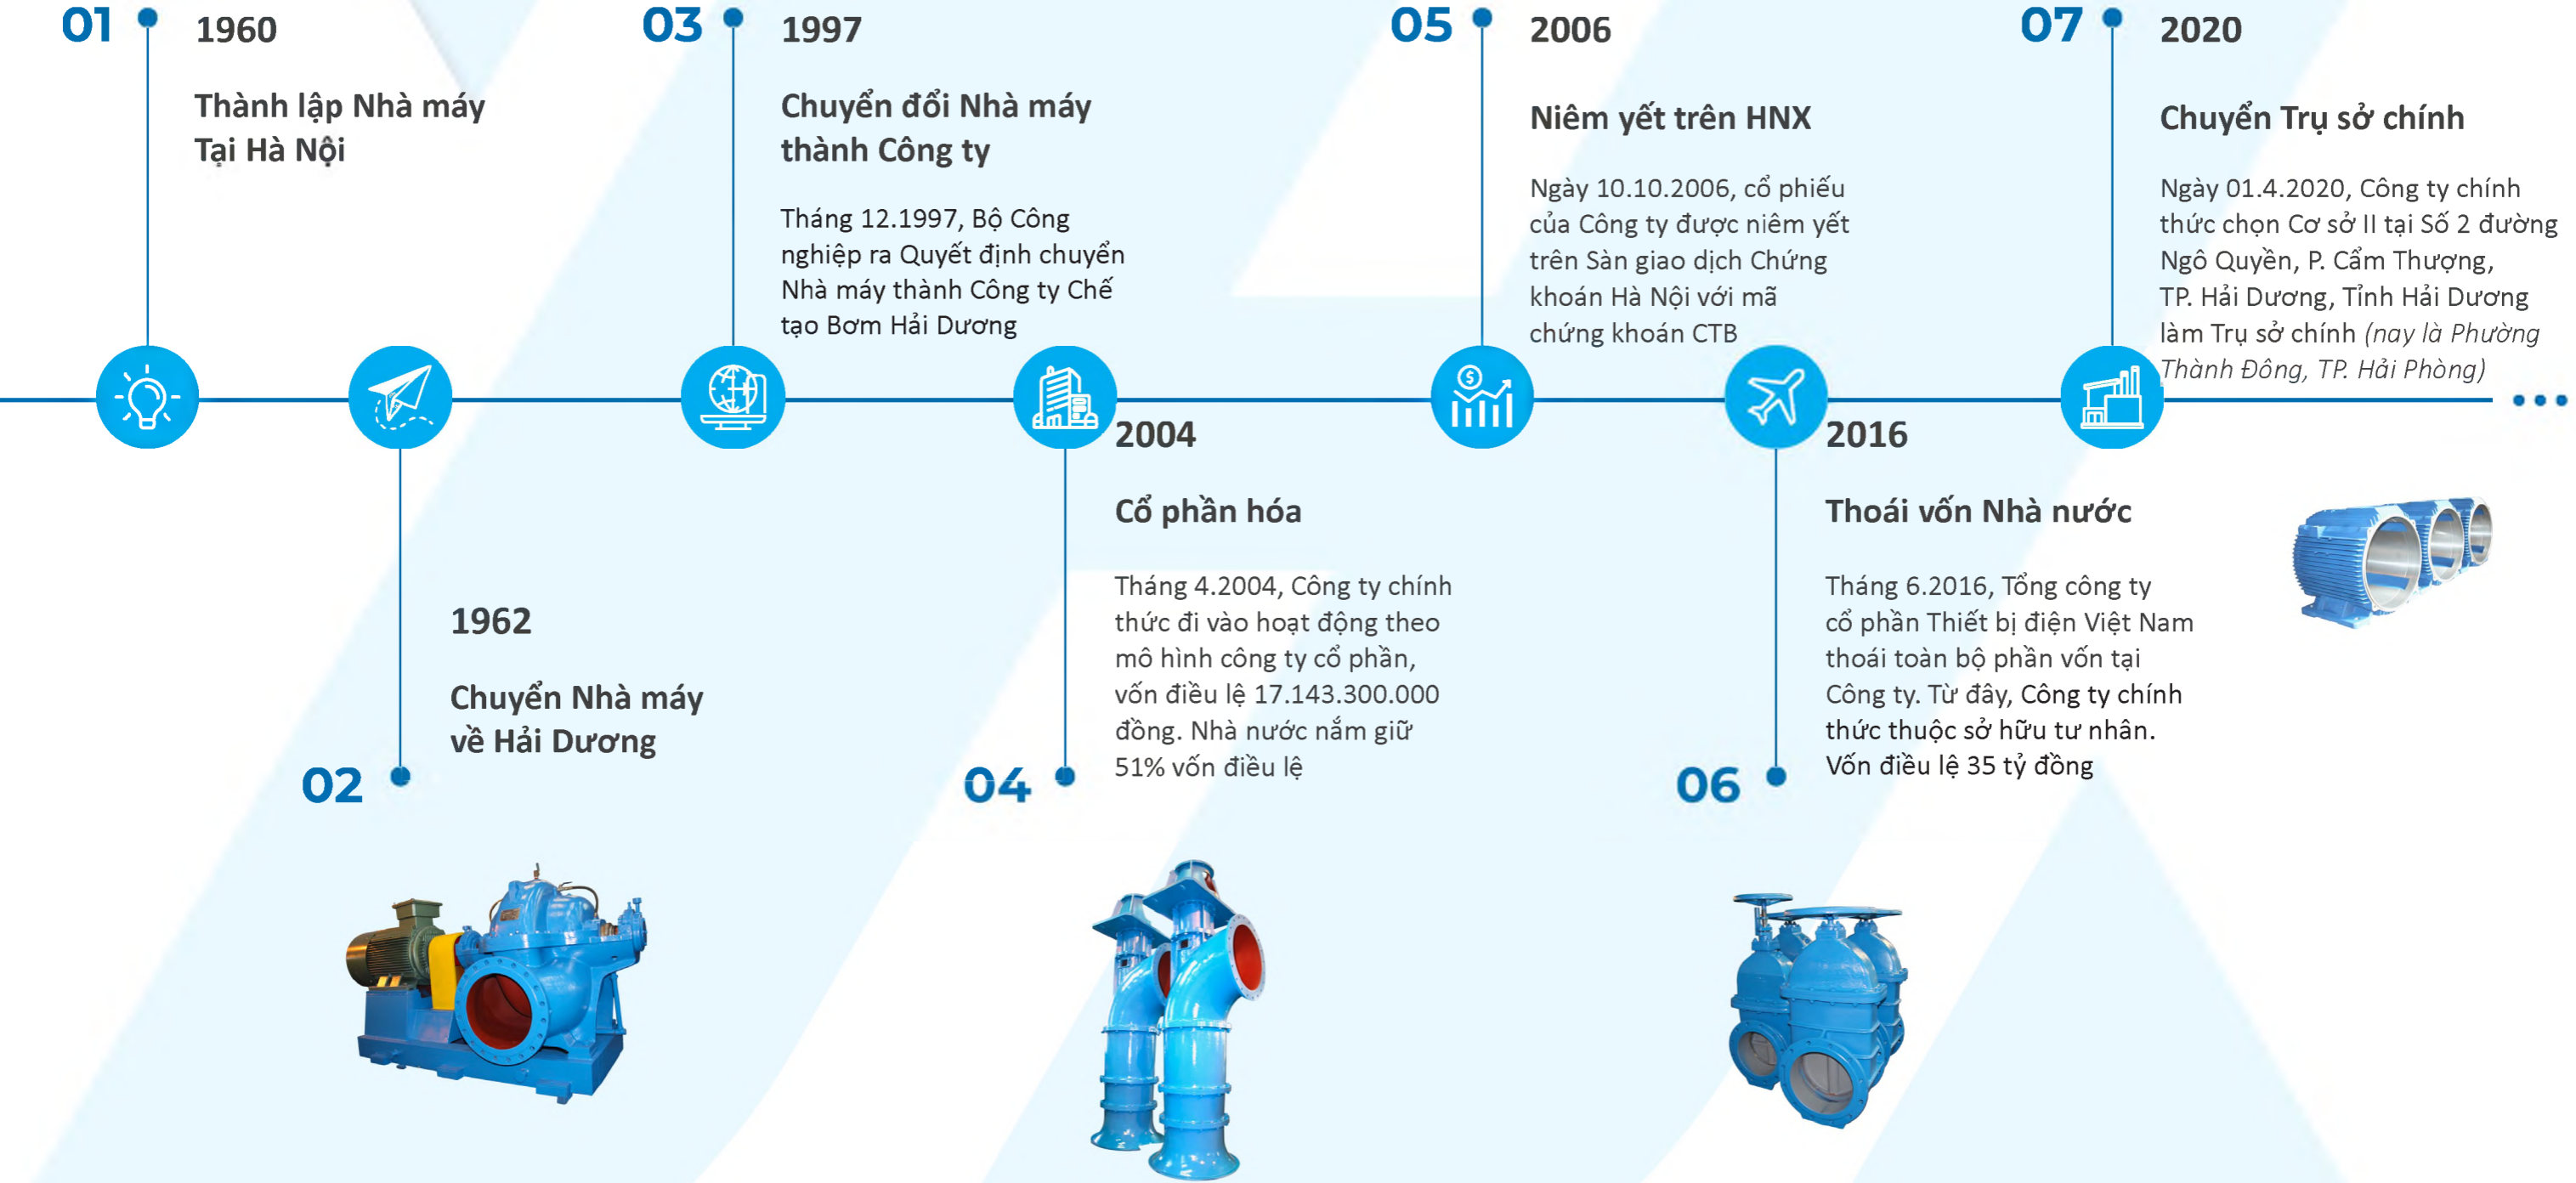 01
1960
Thành lập Nhà máy
Tại Hà Nội
1962
Chuyển Nhà máy
về Hải Dương
02
03
1997
Chuyển đổi Nhà máy
thành Công ty
Tháng 12.1997, Bộ Công
nghiệp ra Quyết định chuyển
Nhà máy thành Công ty Chế
tạo Bơm Hải Dương
2004
Cổ phần hóa
Tháng 4.2004, Công ty chính
thức đi vào hoạt động theo
mô hình công ty cổ phần,
vốn điều lệ 17.143.300.000
đồng. Nhà nước nắm giữ
51% vốn điều lệ
04
05
2006
Niêm yết trên HNX
Ngày 10.10.2006, cổ phiếu
của Công ty được niêm yết
trên Sàn giao dịch Chứng
khoán Hà Nội với mã
chứng khoán CTB
2016
Thoái vốn Nhà nước
Tháng 6.2016, Tổng công ty
cổ phần Thiết bị điện Việt Nam
thoái toàn bộ phần vốn tại
Công ty. Từ đây, Công ty chính
thức thuộc sở hữu tư nhân.
Vốn điều lệ 35 tỷ đồng
06
07
2020
Chuyển Trụ sở chính
Ngày 01.4.2020, Công ty chính
thức chọn Cơ sở II tại Số 2 đường
Ngô Quyền, P. Cẩm Thượng,
TP. Hải Dương, Tỉnh Hải Dương
làm Trụ sở chính (nay là Phường
Thành Đông, TP. Hải Phòng)